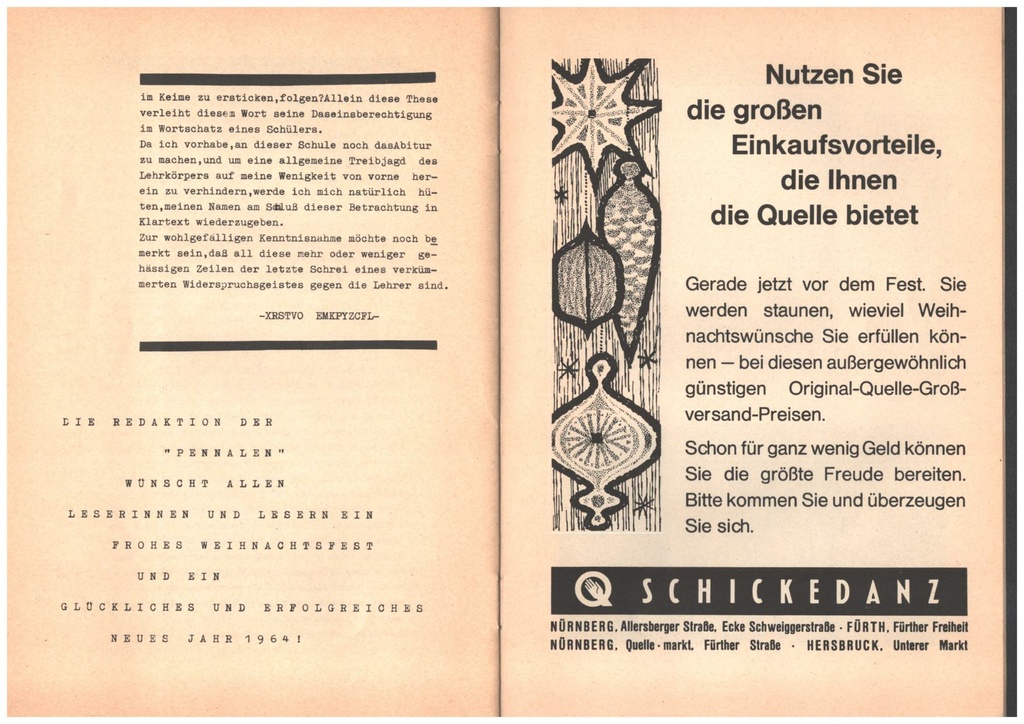 im Keime zu ersticken,folgen?Allein diese These
verleiht diesem Wort seine Daseinsberechtigung
im Wortschatz eines Schülers.
Da ich vorhabe,an dieser Schule noch dasAbitur
zu machen,und um eine allgemeine Treibjagd des
Lehrkörpers auf meine Wenigkeit von vorne her-
ein zu verhindern,werde ich mich natürlich hü-
ten,meinen Namen am Schluß dieser Betrachtung in
Klartext wiederzugeben.
Zur wohlgefälligen Kenntnisnahme möchte noch be
merkt sein,daß all diese mehr oder weniger ge-
hässigen Zeilen der letzte Schrei eines verküm-
merten Widerspruchsgeistes gegen die Lehrer sind.
-XRSTVO EMKPYZCFL-
DIE REDAKTION DER
"PENNALEN"
WÜNSCHT ALLEN
LESERINNEN UND LESERN EIN
FROHES WEIHNACHTSFEST
UND EIN
GLÜCKLICHES UND ERFOLGREICHES
NEUES JAHR 1964!
Nutzen Sie
die großen
Einkaufsvorteile,
die Ihnen
die Quelle bietet
Gerade jetzt vor dem Fest. Sie
werden staunen, wieviel Weih-
nachtswünsche Sie erfüllen kön-
nen — bei diesen außergewöhnlich
günstigen Original-Quelle-Groß-
versand-Preisen.
Schon für ganz wenig Geld können
Sie die größte Freude bereiten.
Bitte kommen Sie und überzeugen
Sie sich.
Q SCHICKEDANZ
NÜRNBERG, Allersberger Straße, Ecke Schweiggerstraße · FÜRTH, Fürther Freiheit
NÜRNBERG, Quelle-markt, Fürther Straße · HERSBRUCK, Unterer Markt